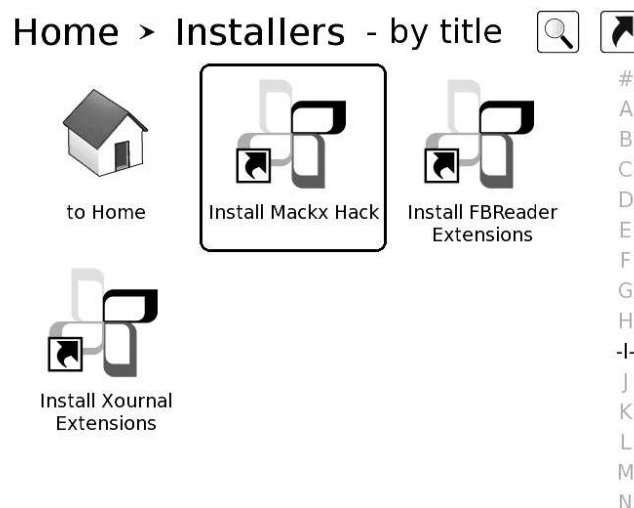 Home > Installers - by title
to Home
Install Mackx Hack
Install FBReader
Extensions
Install Xournal
Extensions
#
A
B
C
D
E
F
G
H
-I-
J
K
L
M
N